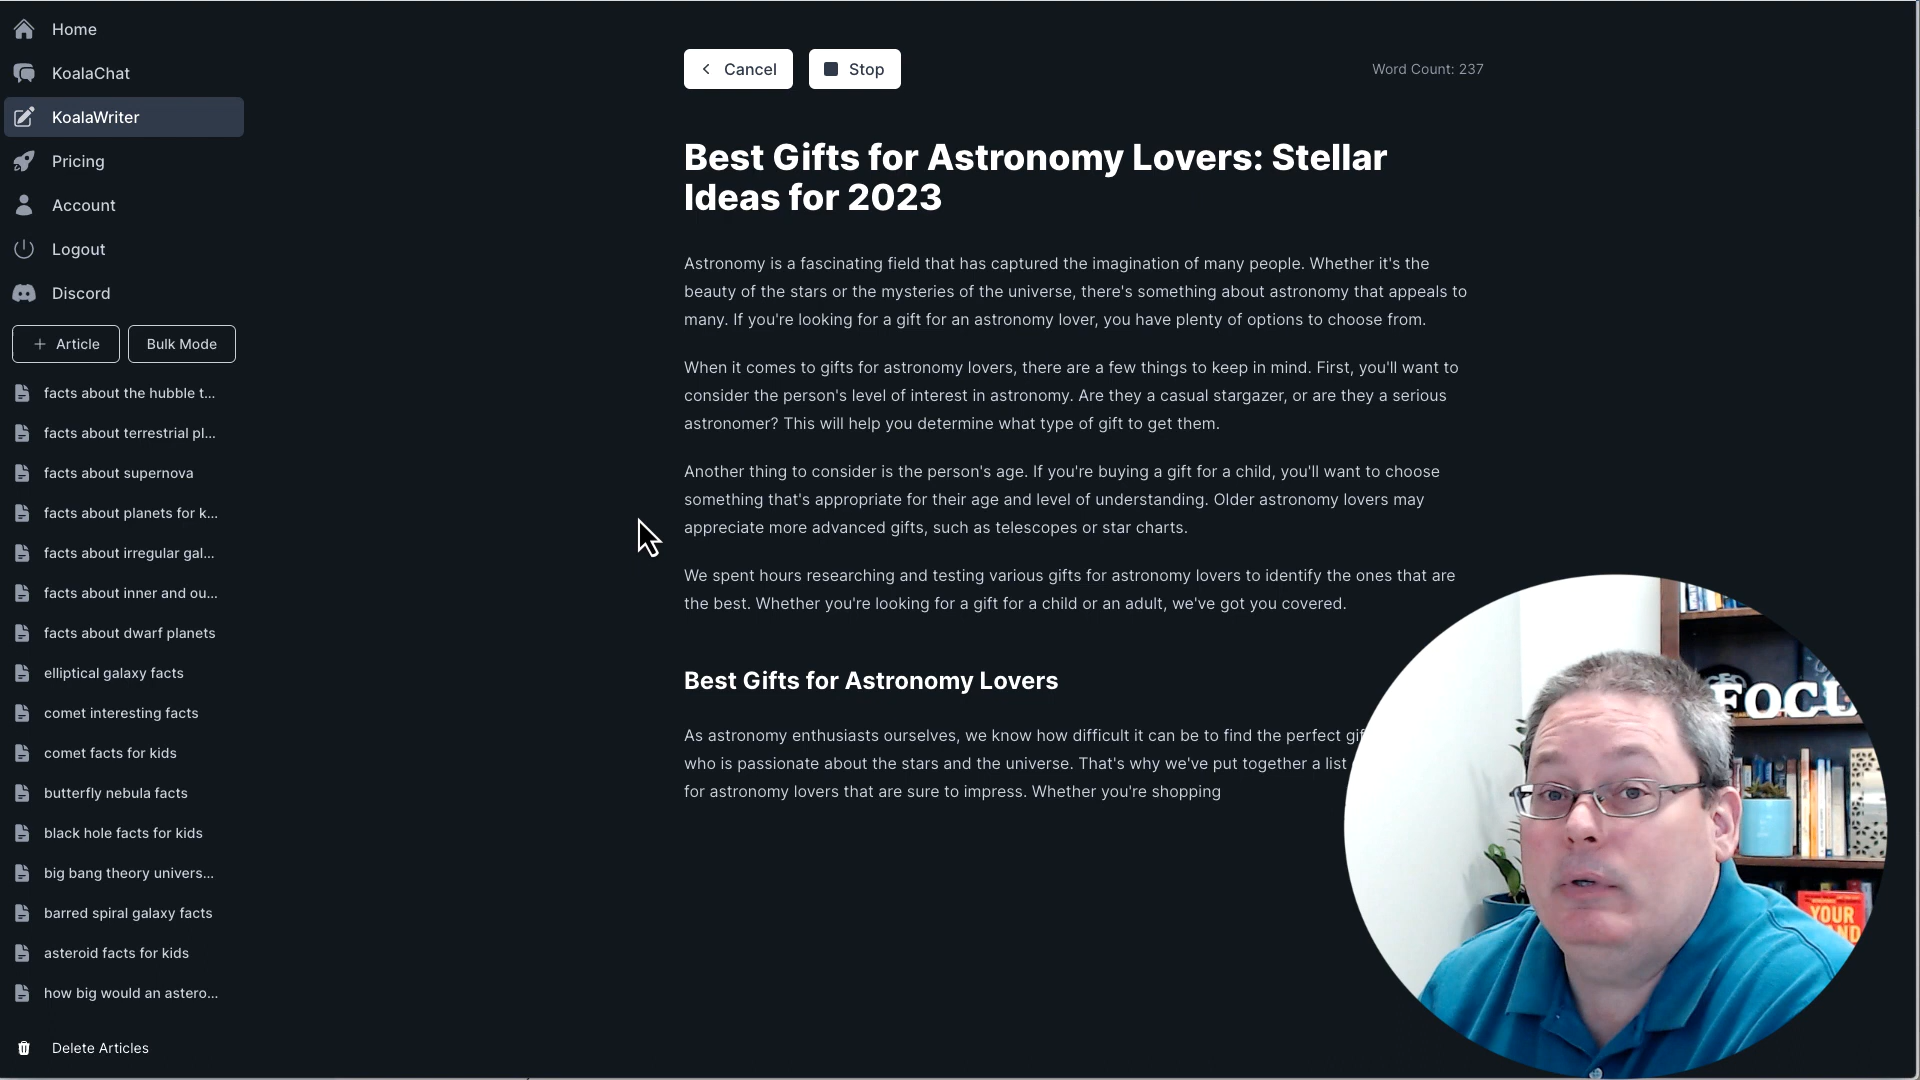 Home
KoalaChat
KoalaWriter
Pricing
Account
Logout
Discord
+ Article
Bulk Mode
facts about the hubble t...
facts about terrestrial pl...
facts about supernova
facts about planets for k...
facts about irregular gal...
facts about inner and ou...
facts about dwarf planets
elliptical galaxy facts
comet interesting facts
comet facts for kids
butterfly nebula facts
black hole facts for kids
big bang theory univers...
barred spiral galaxy facts
asteroid facts for kids
how big would an astero...
Delete Articles
Cancel
Stop
Word Count: 237
Best Gifts for Astronomy Lovers: Stellar
Ideas for 2023
Astronomy is a fascinating field that has captured the imagination of many people. Whether it's the
beauty of the stars or the mysteries of the universe, there's something about astronomy that appeals to
many. If you're looking for a gift for an astronomy lover, you have plenty of options to choose from.
When it comes to gifts for astronomy lovers, there are a few things to keep in mind. First, you'll want to
consider the person's level of interest in astronomy. Are they a casual stargazer, or are they a serious
astronomer? This will help you determine what type of gift to get them.
Another thing to consider is the person's age. If you're buying a gift for a child, you'll want to choose
something that's appropriate for their age and level of understanding. Older astronomy lovers may
appreciate more advanced gifts, such as telescopes or star charts.
We spent hours researching and testing various gifts for astronomy lovers to identify the ones that are
the best. Whether you're looking for a gift for a child or an adult, we've got you covered.
Best Gifts for Astronomy Lovers
As astronomy enthusiasts ourselves, we know how difficult it can be to find the perfect gif
who is passionate about the stars and the universe. That's why we've put together a list
for astronomy lovers that are sure to impress. Whether you're shopping
FOCU
YOUR